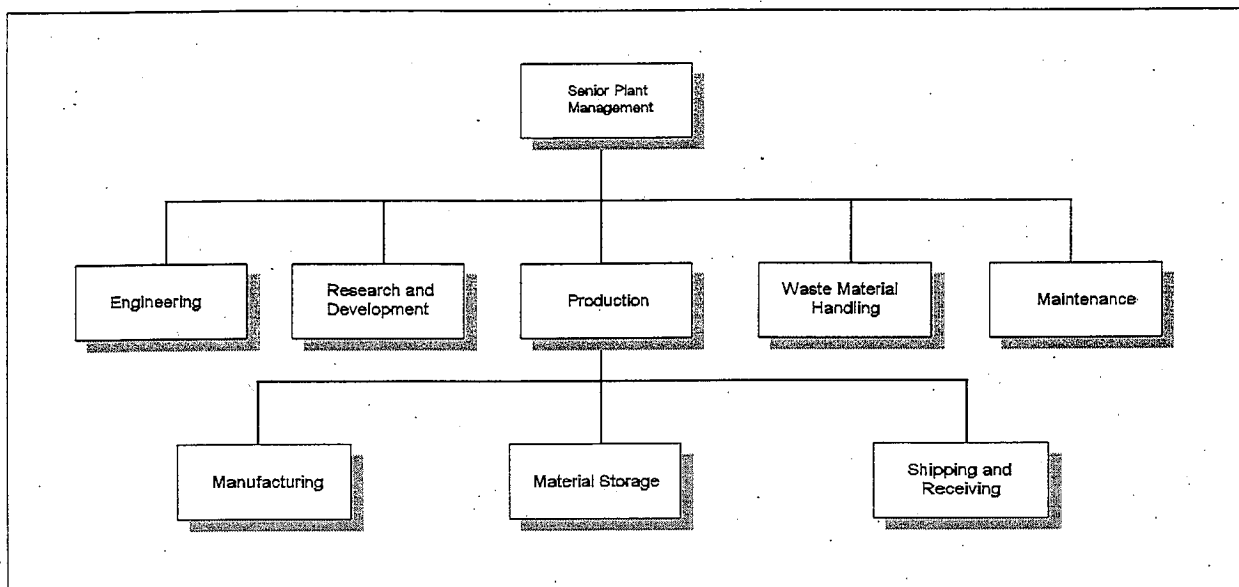 Senior Plant
Management
Engineering
Research and
Development
Production
Waste Material
Handling
Maintenance
Manufacturing
Material Storage
Shipping and
Receiving